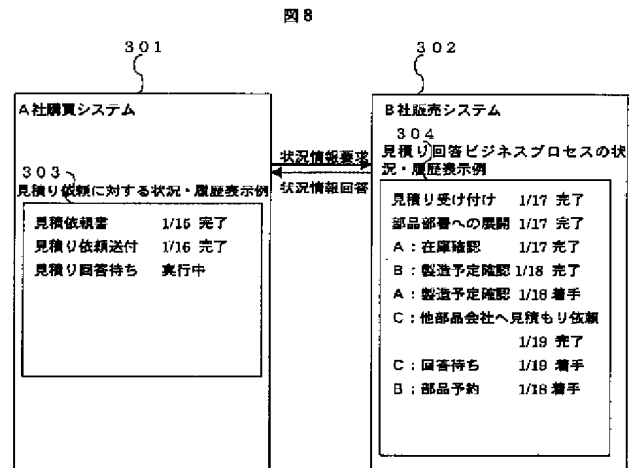 図8
301
302
A社購買システム
B社販売システム
304
状況情報要求
見積り回答ビジネスプロセスの状
況・履歴表示例
303
状況情報回答
見積り依頼に対する状況・履歴表示例
見積依頼書 1/15 完了
見積り依頼送付 1/16 完了
見積り回答待ち 実行中
見積り受け付け 1/17 完了
部品部署への展開 1/17 完了
A:在庫確認 1/17 完了
B:製造予定確認 1/18 完了
A:製造予定確認 1/18 着手
C:他部品会社へ見積もり依頼
1/19 完了
C:回答待ち 1/19 着手
B:部品予約 1/18 着手